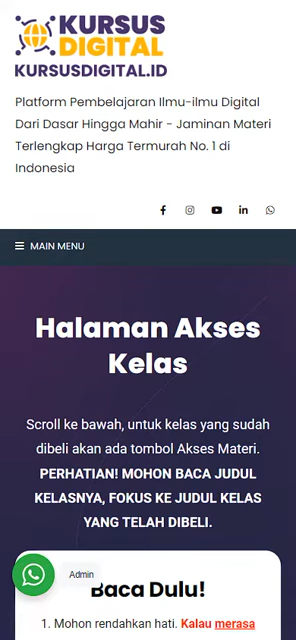 KURSUS
DIGITAL
KURSUSDIGITAL.ID
Platform Pembelajaran Ilmu-ilmu Digital
Dari Dasar Hingga Mahir - Jaminan Materi
Terlengkap Harga Termurah No. 1 di
Indonesia
MAIN MENU
Halaman Akses
Kelas
Scroll ke bawah, untuk kelas yang sudah
dibeli akan ada tombol Akses Materi.
PERHATIAN! MOHON BACA JUDUL
KELASNYA, FOKUS KE JUDUL KELAS
YANG TELAH DIBELI.
Admin
Baca Dulu!
1. Mohon rendahkan hati. Kalau merasa